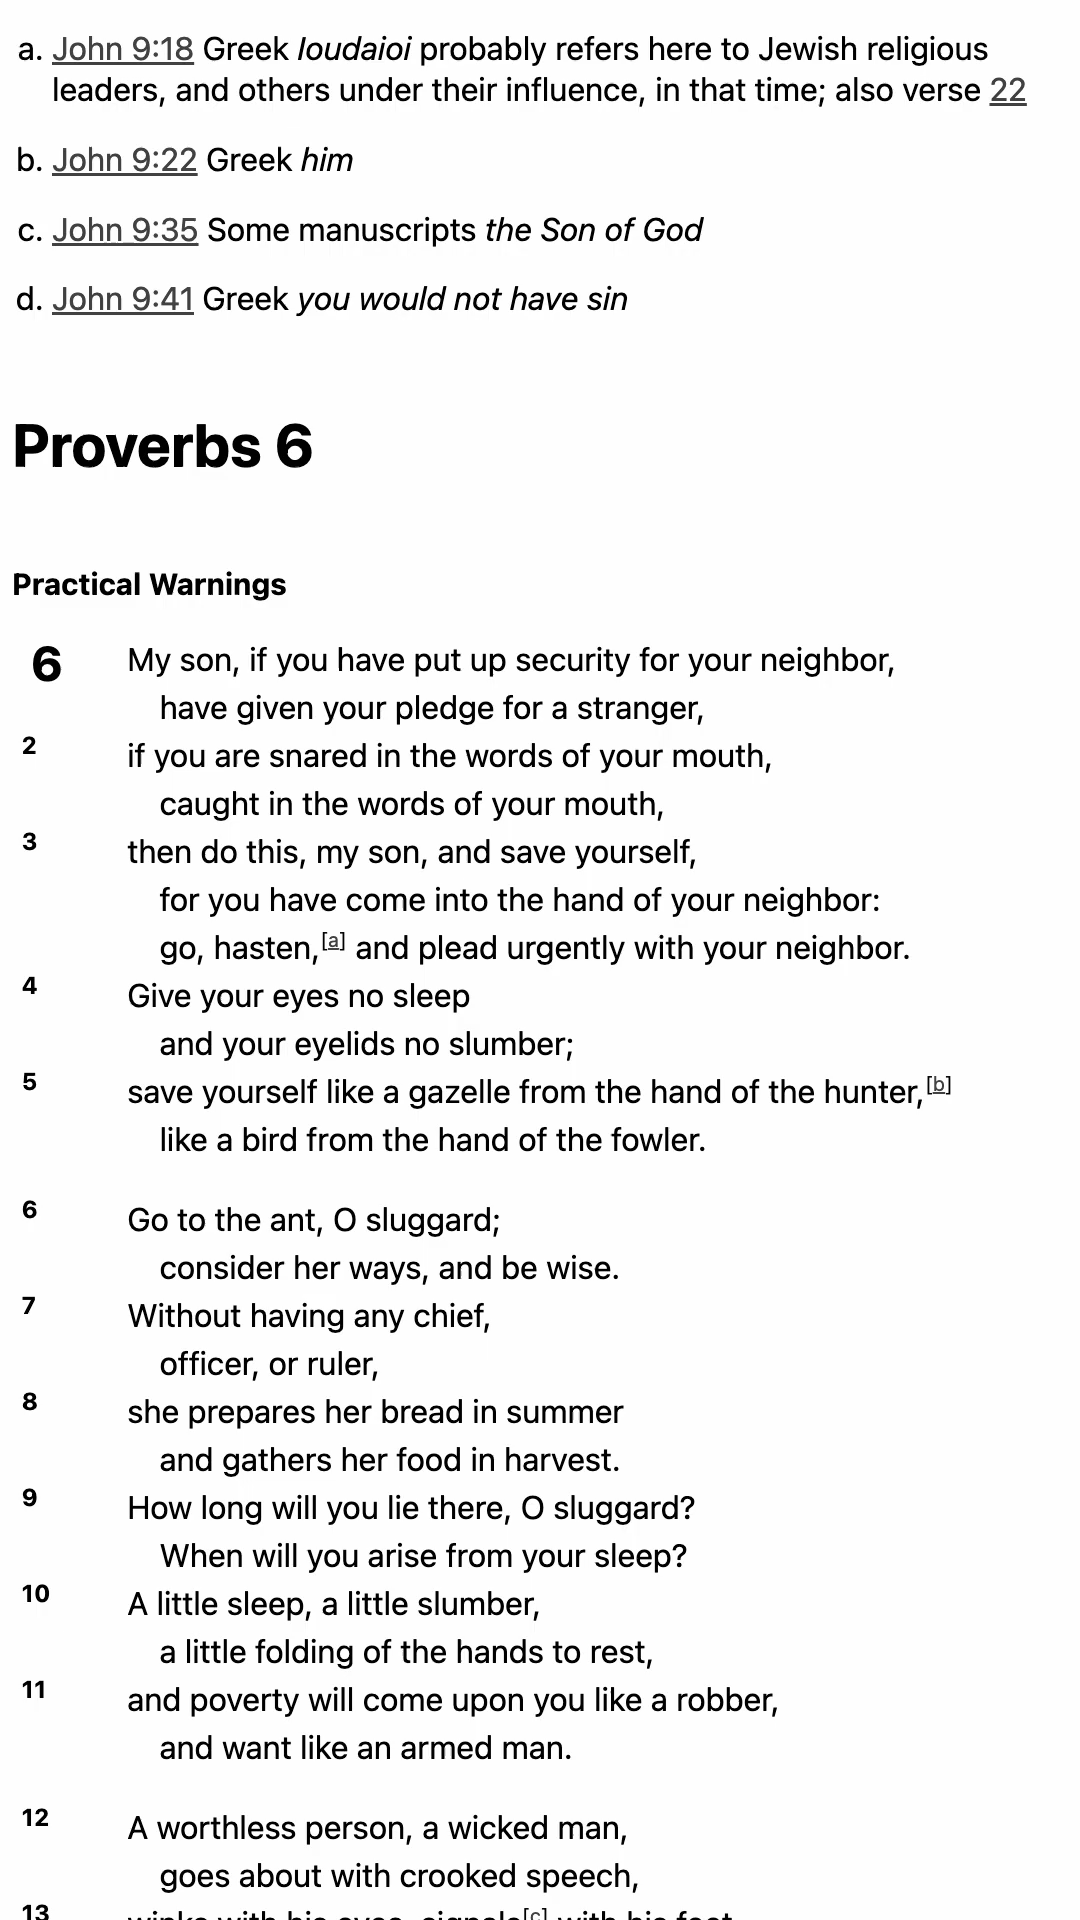 a. John 9:18 Greek Ioudaioi probably refers here to Jewish religious
leaders, and others under their influence, in that time; also verse 22
b. John 9:22 Greek him
c. John 9:35 Some manuscripts the Son of God
d. John 9:41 Greek you would not have sin
Proverbs 6
Practical Warnings
6 My son, if you have put up security for your neighbor,
have given your pledge for a stranger,
2 if you are snared in the words of your mouth,
caught in the words of your mouth,
3 then do this, my son, and save yourself,
for you have come into the hand of your neighbor:
go, hasten,[a] and plead urgently with your neighbor.
4 Give your eyes no sleep
and your eyelids no slumber;
5 save yourself like a gazelle from the hand of the hunter,[b]
like a bird from the hand of the fowler.
6 Go to the ant, O sluggard;
consider her ways, and be wise.
7 Without having any chief,
officer, or ruler,
8 she prepares her bread in summer
and gathers her food in harvest.
9 How long will you lie there, O sluggard?
When will you arise from your sleep?
10 A little sleep, a little slumber,
a little folding of the hands to rest,
11 and poverty will come upon you like a robber,
and want like an armed man.
12 A worthless person, a wicked man,
goes about with crooked speech,
13 winks with his eyes, signals[c] with his feet,